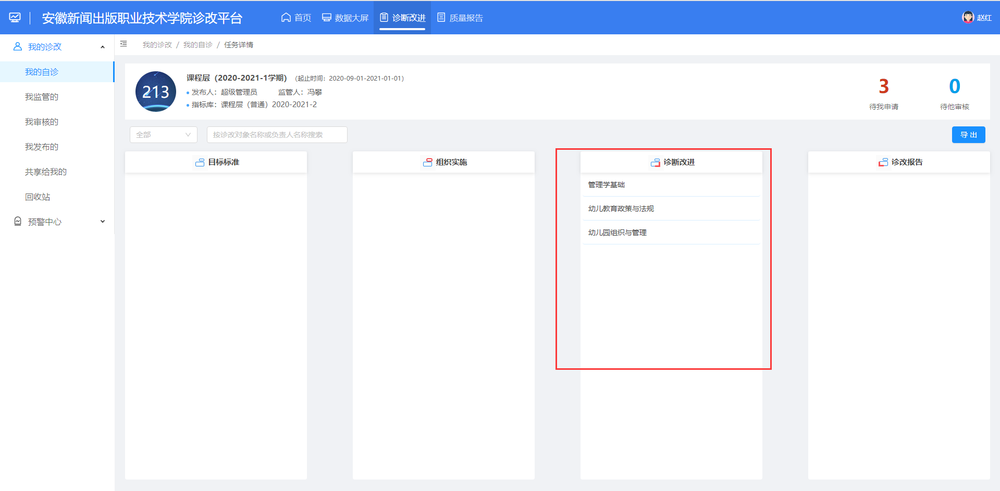 安徽新闻出版职业技术学院诊改平台
首页
数据大屏
诊断改进
质量报告
赵红
我的诊改
我的自诊
我监管的
我审核的
我发布的
共享给我的
回收站
预警中心
我的诊改 / 我的自诊 / 任务详情
213
课程层（2020-2021-1学期）（起止时间：2020-09-01-2021-01-01）
发布人：超级管理员 监管人：冯攀
指标库：课程层（普通）2020-2021-2
3
待我申请
0
待他审核
全部
按诊改对象名称或负责人名称搜索
导 出
目标标准
组织实施
诊断改进
管理学基础
幼儿教育政策与法规
幼儿园组织与管理
诊改报告